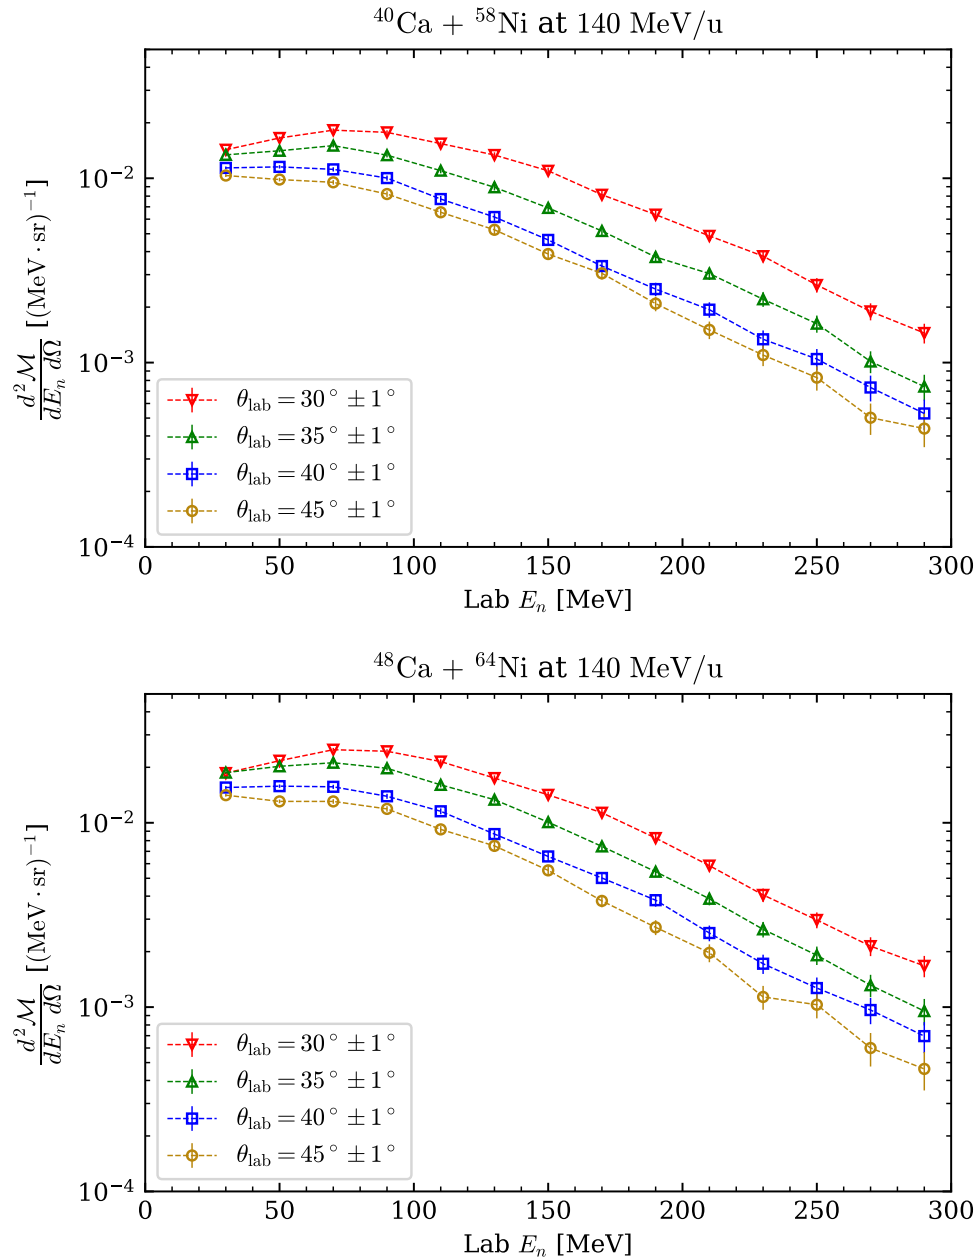 ⁴⁰Ca + ⁵⁸Ni at 140 MeV/u
10⁻²
10⁻³
10⁻⁴
d²ℳ/dEₙ dΩ [(MeV · sr)⁻¹]
θlab = 30° ± 1°
θlab = 35° ± 1°
θlab = 40° ± 1°
θlab = 45° ± 1°
0 50 100 150 200 250 300
Lab Eₙ [MeV]
⁴⁸Ca + ⁶⁴Ni at 140 MeV/u
10⁻²
10⁻³
10⁻⁴
d²ℳ/dEₙ dΩ [(MeV · sr)⁻¹]
θlab = 30° ± 1°
θlab = 35° ± 1°
θlab = 40° ± 1°
θlab = 45° ± 1°
0 50 100 150 200 250 300
Lab Eₙ [MeV]